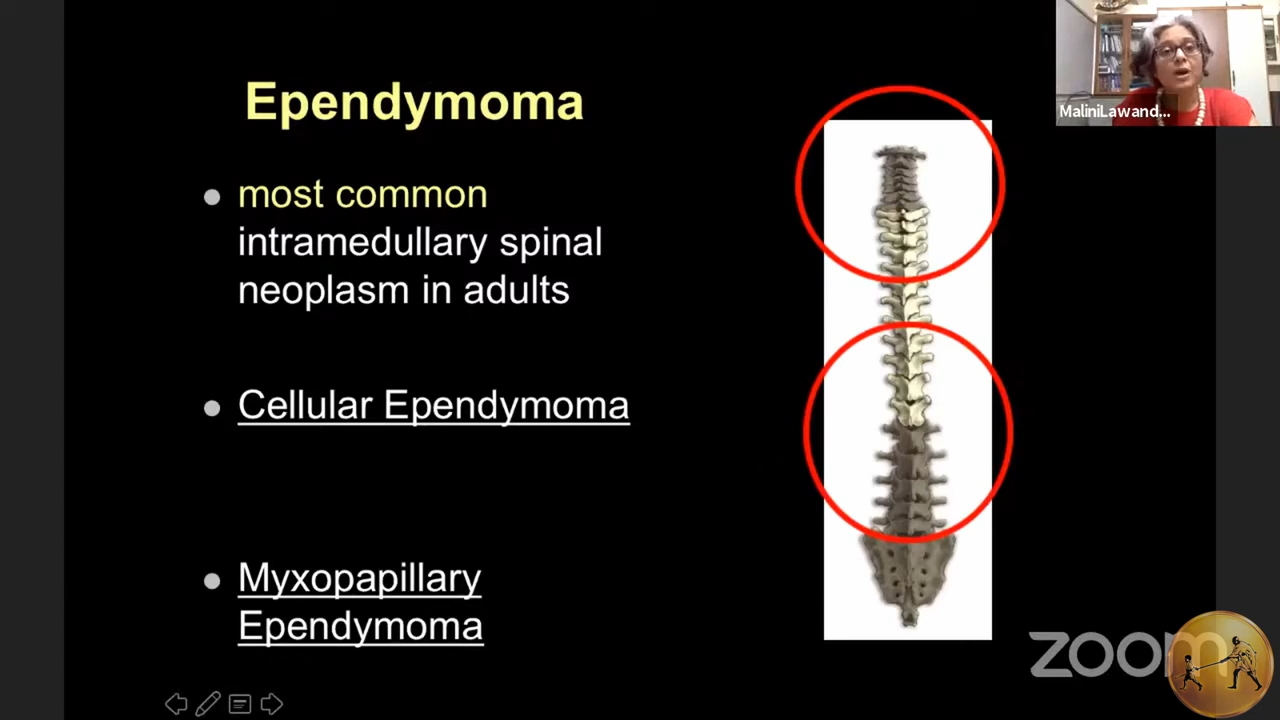 Ependymoma
most common
intramedullary spinal
neoplasm in adults
Cellular Ependymoma
Myxopapillary
Ependymoma
MaliniLawand...
zoom